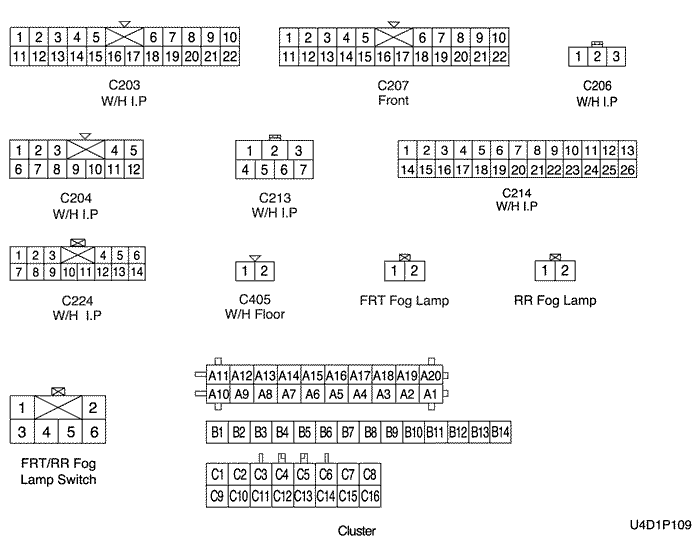 1 2 3 4 5 6 7 8 9 10
11 12 13 14 15 16 17 18 19 20 21 22
C203
W/H I.P
1 2 3 4 5 6 7 8 9 10
11 12 13 14 15 16 17 18 19 20 21 22
C207
Front
1 2 3
C206
W/H I.P
1 2 3 4 5
6 7 8 9 10 11 12
C204
W/H I.P
1 2 3
4 5 6 7
C213
W/H I.P
1 2 3 4 5 6 7 8 9 10 11 12 13
14 15 16 17 18 19 20 21 22 23 24 25 26
C214
W/H I.P
1 2 3 4 5 6
7 8 9 10 11 12 13 14
C224
W/H I.P
1 2
C405
W/H Floor
1 2
FRT Fog Lamp
1 2
RR Fog Lamp
1 2
3 4 5 6
FRT/RR Fog
Lamp Switch
A11 A12 A13 A14 A15 A16 A17 A18 A19 A20
A10 A9 A8 A7 A6 A5 A4 A3 A2 A1
B1 B2 B3 B4 B5 B6 B7 B8 B9 B10 B11 B12 B13 B14
C1 C2 C3 C4 C5 C6 C7 C8
C9 C10 C11 C12 C13 C14 C15 C16
Cluster
U4D1P109